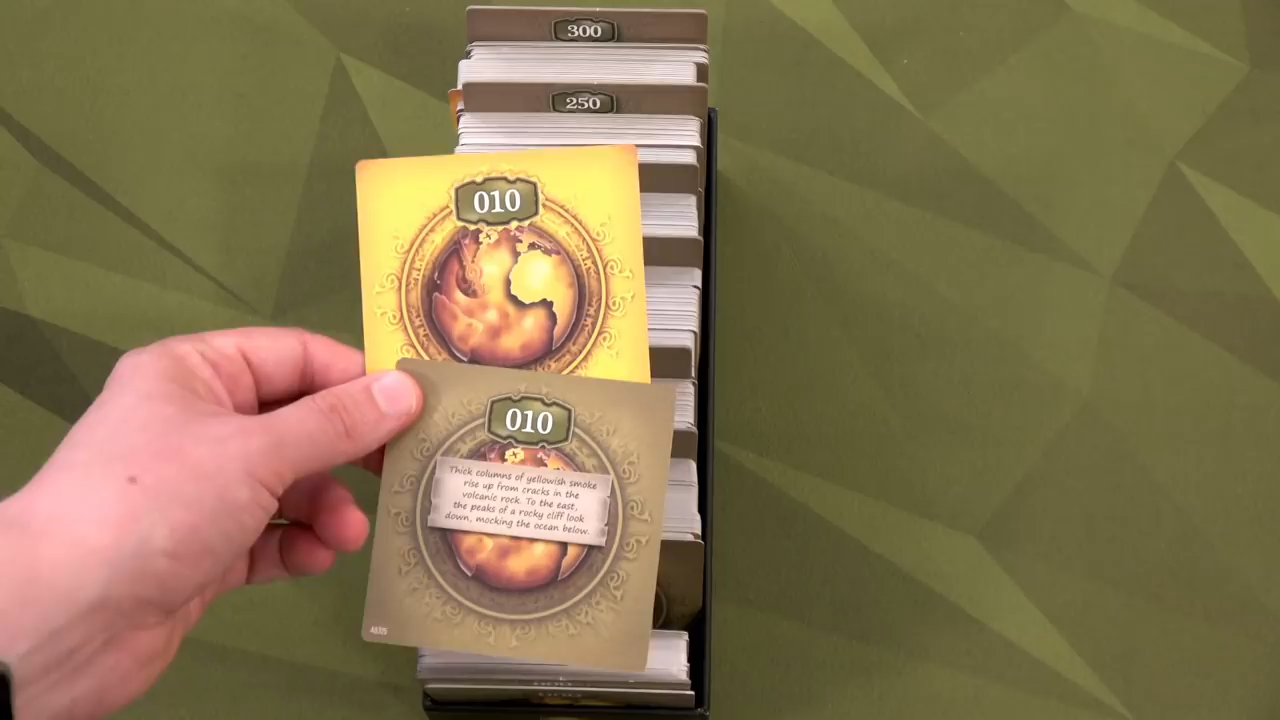 300
250
010
010
Thick columns of yellowish smoke
rise up from cracks in the
volcanic rock. To the east,
the peaks of a rocky cliff look
down, mocking the ocean below.